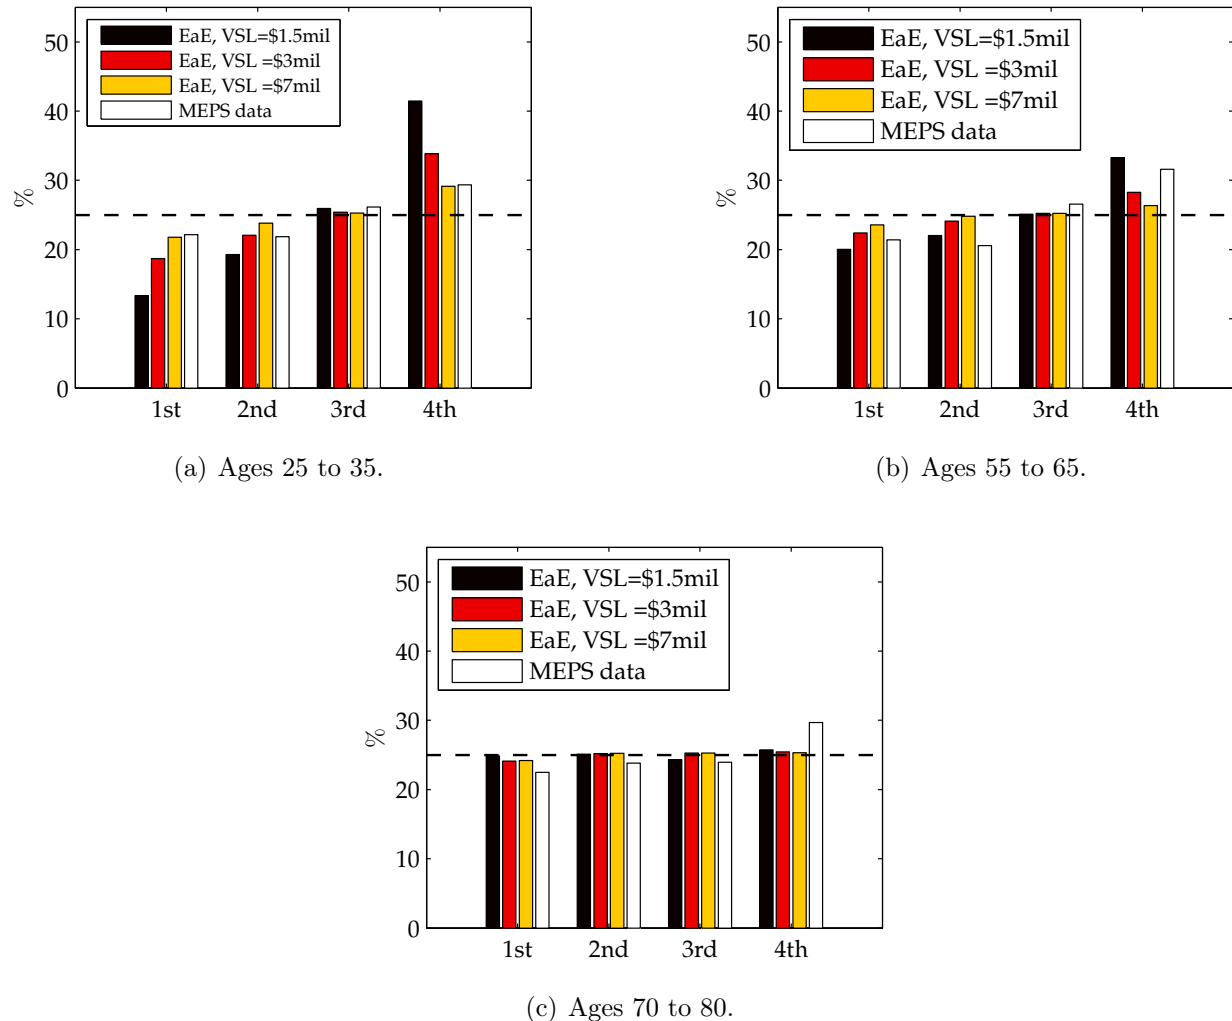 50
40
30
20
10
0
%
EaE, VSL=$1.5mil
EaE, VSL =$3mil
EaE, VSL =$7mil
MEPS data
1st 2nd 3rd 4th
(a) Ages 25 to 35.
50
40
30
20
10
0
%
EaE, VSL=$1.5mil
EaE, VSL =$3mil
EaE, VSL =$7mil
MEPS data
1st 2nd 3rd 4th
(b) Ages 55 to 65.
50
40
30
20
10
0
%
EaE, VSL=$1.5mil
EaE, VSL =$3mil
EaE, VSL =$7mil
MEPS data
1st 2nd 3rd 4th
(c) Ages 70 to 80.